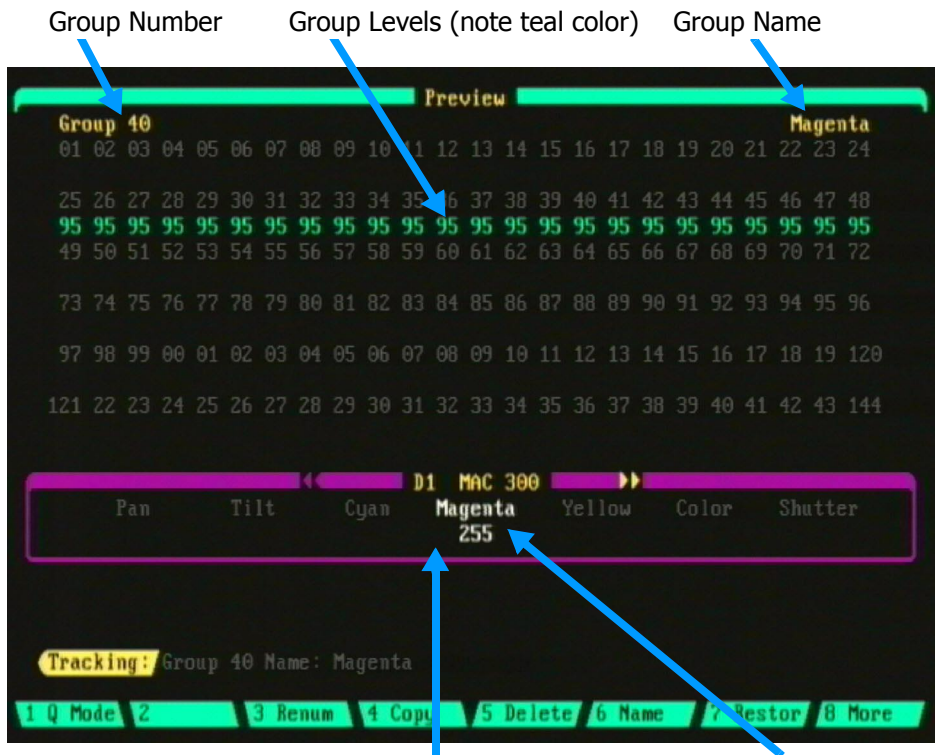 Group Number Group Levels (note teal color) Group Name
Preview
Group 40 Magenta
01 02 03 04 05 06 07 08 09 10 11 12 13 14 15 16 17 18 19 20 21 22 23 24
25 26 27 28 29 30 31 32 33 34 35 36 37 38 39 40 41 42 43 44 45 46 47 48
95 95 95 95 95 95 95 95 95 95 95 95 95 95 95 95 95 95 95 95 95 95 95 95
49 50 51 52 53 54 55 56 57 58 59 60 61 62 63 64 65 66 67 68 69 70 71 72
73 74 75 76 77 78 79 80 81 82 83 84 85 86 87 88 89 90 91 92 93 94 95 96
97 98 99 00 01 02 03 04 05 06 07 08 09 10 11 12 13 14 15 16 17 18 19 120
121 22 23 24 25 26 27 28 29 30 31 32 33 34 35 36 37 38 39 40 41 42 43 144
D1 MAC 300
Pan Tilt Cyan Magenta Yellow Color Shutter
255
Tracking: Group 40 Name: Magenta
1 Q Mode 2 3 Renum 4 Copy 5 Delete 6 Name 7 Restor 8 More